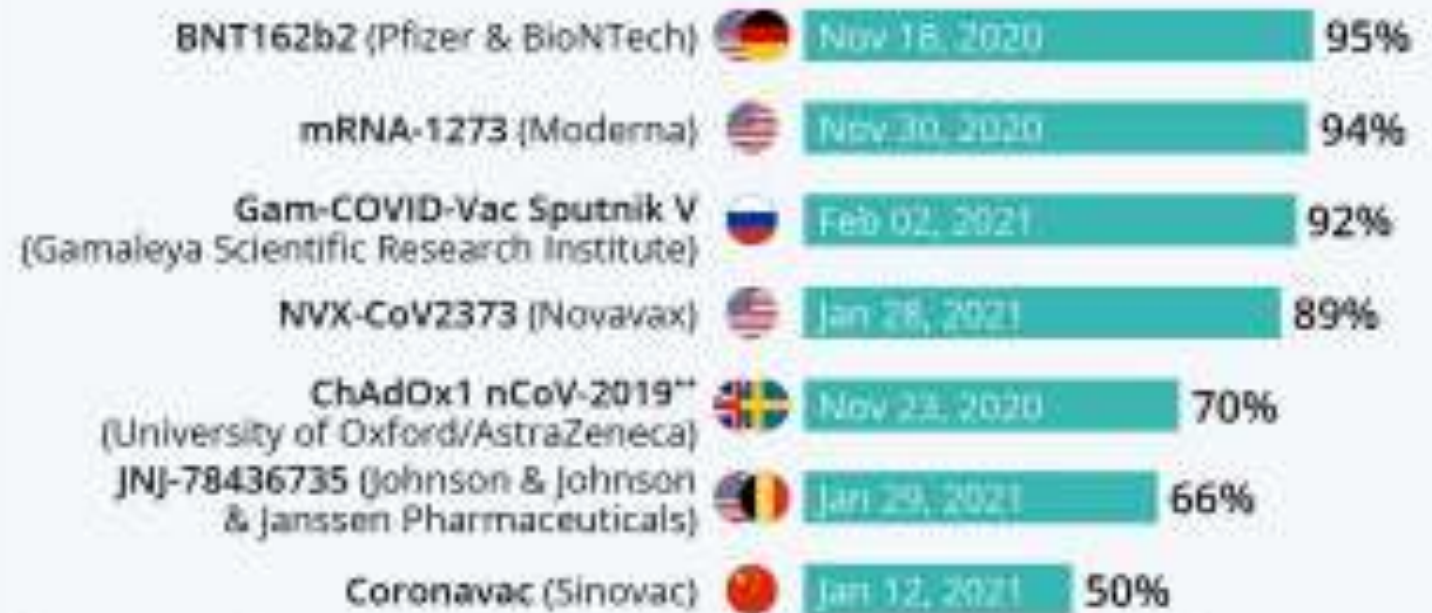 BNT162b2 (Pfizer & BioNTech) Nov 18, 2020 95%
mRNA-1273 (Moderna) Nov 30, 2020 94%
Gam-COVID-Vac Sputnik V
(Gamaleya Scientific Research Institute) Feb 02, 2021 92%
NVX-CoV2373 (Novavax) Jan 28, 2021 89%
ChAdOx1 nCoV-2019**
(University of Oxford/AstraZeneca) Nov 23, 2020 70%
JNJ-78436735 (Johnson & Johnson
& Janssen Pharmaceuticals) Jan 29, 2021 66%
Coronavac (Sinovac) Jan 12, 2021 50%